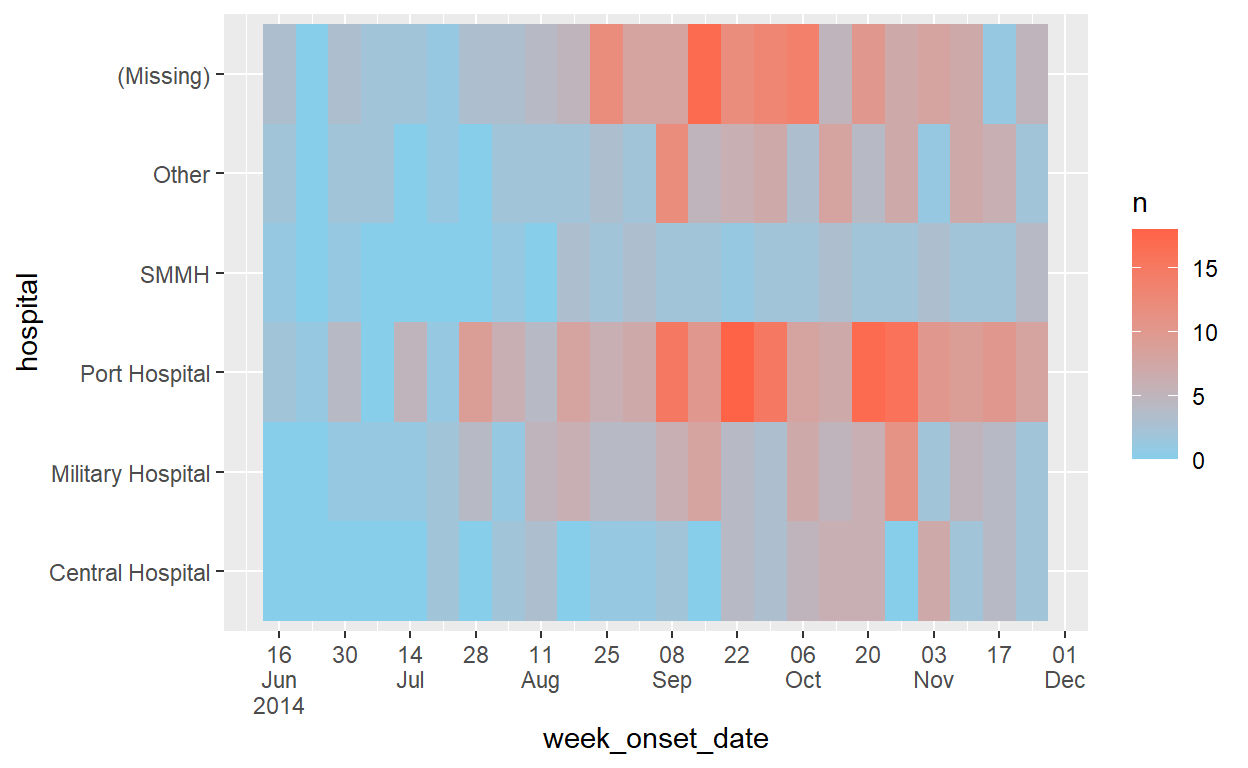 (Missing)
Other
SMMH
Port Hospital
Military Hospital
Central Hospital
hospital
16 30 14 28 11 25 08 22 06 20 03 17 01
Jun Jul Aug Sep Oct Nov Dec
2014
week_onset_date
n
15
10
5
0